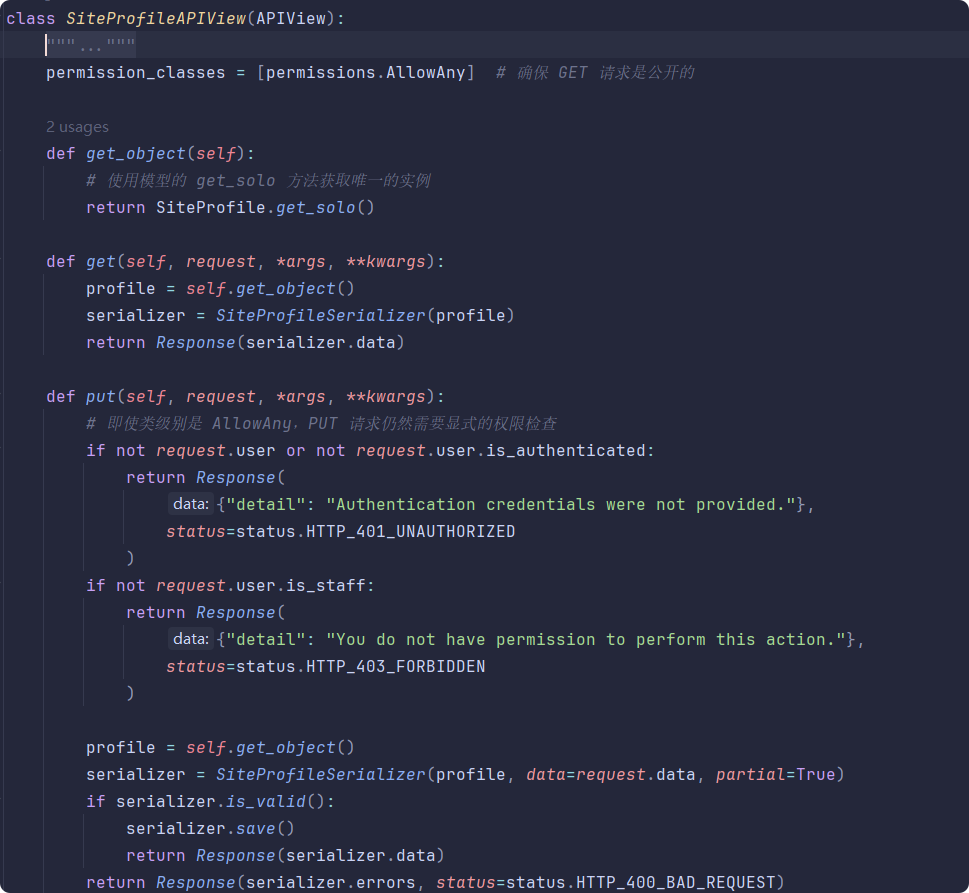 class SiteProfileAPIView(APIView):
    """..."""
    permission_classes = [permissions.AllowAny]  # 确保 GET 请求是公开的

    2 usages
    def get_object(self):
        # 使用模型的 get_solo 方法获取唯一的实例
        return SiteProfile.get_solo()

    def get(self, request, *args, **kwargs):
        profile = self.get_object()
        serializer = SiteProfileSerializer(profile)
        return Response(serializer.data)

    def put(self, request, *args, **kwargs):
        # 即使类级别是 AllowAny，PUT 请求仍然需要显式的权限检查
        if not request.user or not request.user.is_authenticated:
            return Response(
                data: {"detail": "Authentication credentials were not provided."},
                status=status.HTTP_401_UNAUTHORIZED
            )
        if not request.user.is_staff:
            return Response(
                data: {"detail": "You do not have permission to perform this action."},
                status=status.HTTP_403_FORBIDDEN
            )

        profile = self.get_object()
        serializer = SiteProfileSerializer(profile, data=request.data, partial=True)
        if serializer.is_valid():
            serializer.save()
            return Response(serializer.data)
        return Response(serializer.errors, status=status.HTTP_400_BAD_REQUEST)